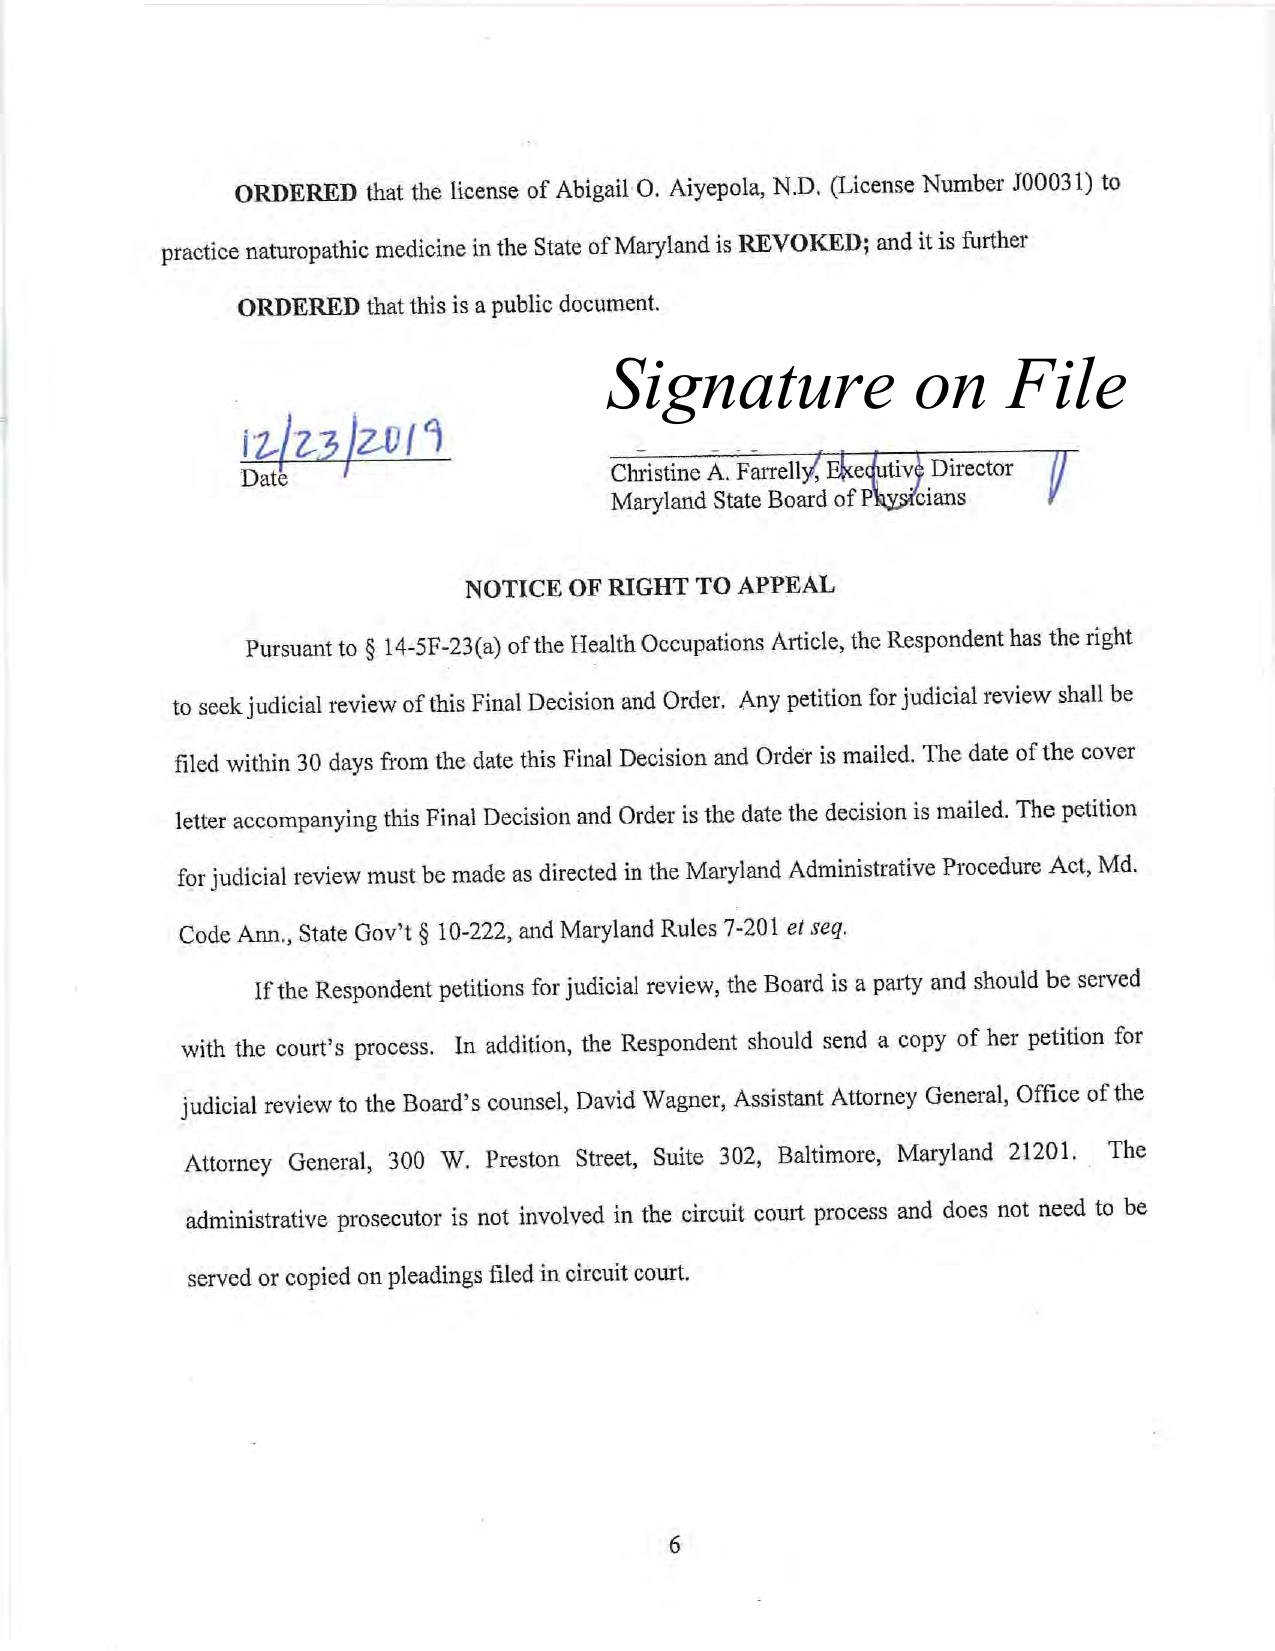 ORDERED that the license of Abigail O. Aiyepola, N.D. (License Number J00031) to
practice naturopathic medicine in the State of Maryland is REVOKED; and it is further
ORDERED that this is a public document.
Signature on File
12/23/2019
Date
Christine A. Farrelly, Executive Director
Maryland State Board of Physicians
NOTICE OF RIGHT TO APPEAL
Pursuant to § 14-5F-23(a) of the Health Occupations Article, the Respondent has the right
to seek judicial review of this Final Decision and Order. Any petition for judicial review shall be
filed within 30 days from the date this Final Decision and Order is mailed. The date of the cover
letter accompanying this Final Decision and Order is the date the decision is mailed. The petition
for judicial review must be made as directed in the Maryland Administrative Procedure Act, Md.
Code Ann., State Gov't § 10-222, and Maryland Rules 7-201 et seq.
If the Respondent petitions for judicial review, the Board is a party and should be served
with the court's process. In addition, the Respondent should send a copy of her petition for
judicial review to the Board's counsel, David Wagner, Assistant Attorney General, Office of the
Attorney General, 300 W. Preston Street, Suite 302, Baltimore, Maryland 21201. The
administrative prosecutor is not involved in the circuit court process and does not need to be
served or copied on pleadings filed in circuit court.
6